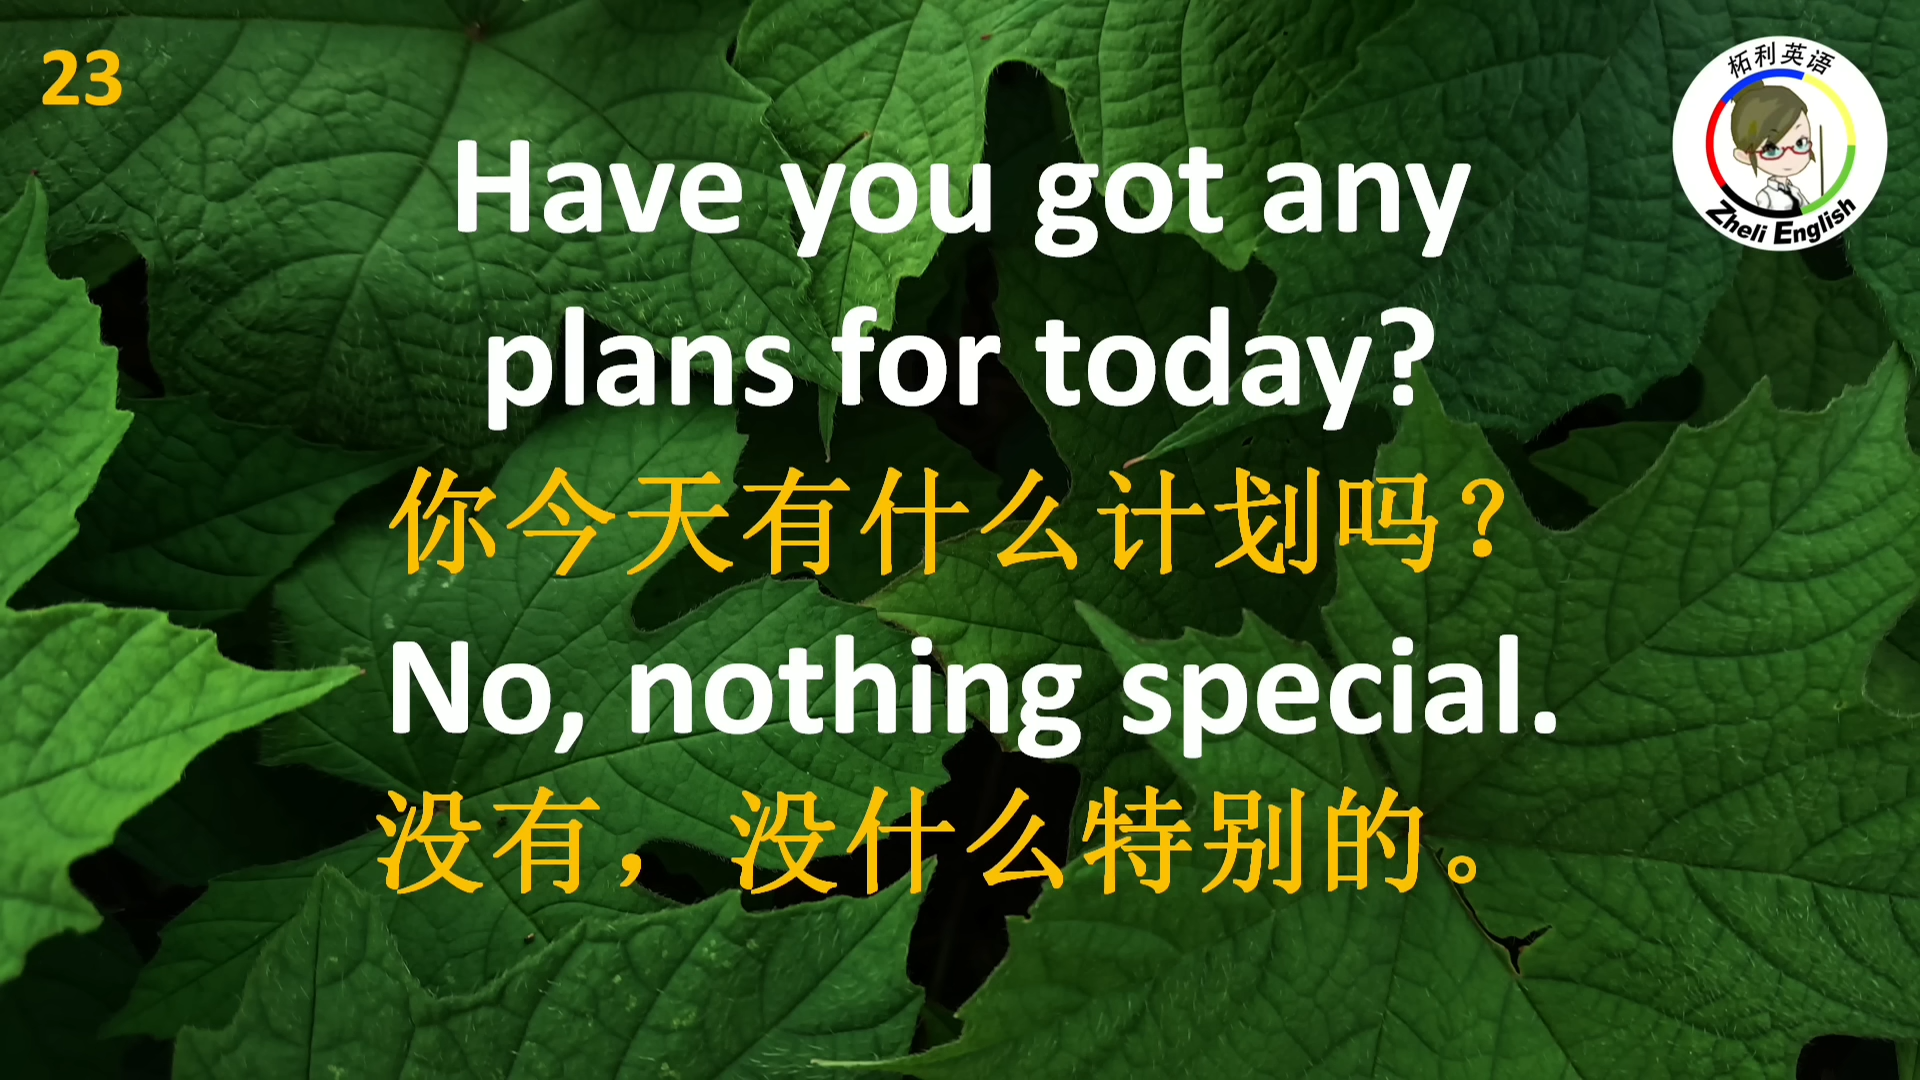 23
柘利英语
Zheli English
Have you got any
plans for today?
你今天有什么计划吗？
No, nothing special.
没有，没什么特别的。